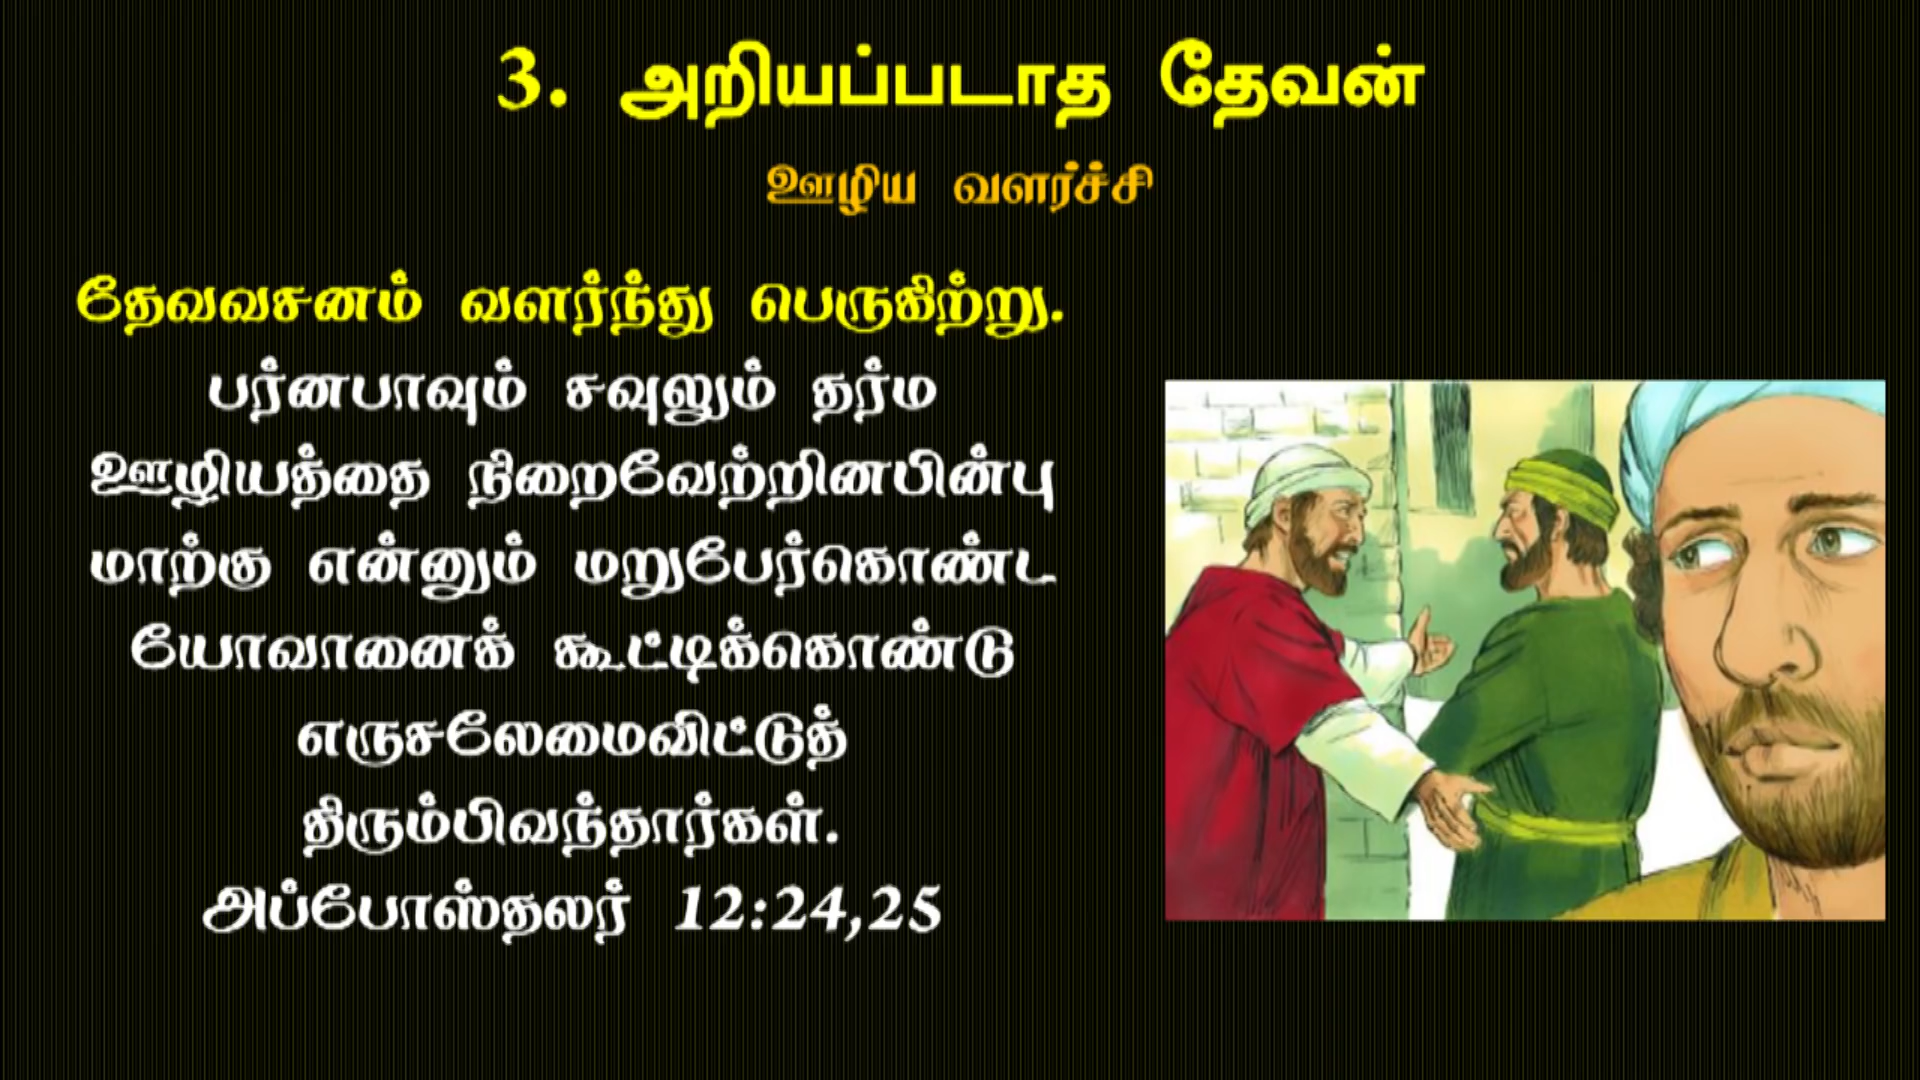 3. அறியப்படாத தேவன்
ஊழிய வளர்ச்சி
தேவவசனம் வளர்ந்து பெருகிற்று.
பர்னபாவும் சவுலும் தர்ம
ஊழியத்தை நிறைவேற்றினபின்பு
மாற்கு என்னும் மறுபேர்கொண்ட
யோவானைக் கூட்டிக்கொண்டு
எருசலேமைவிட்டுத்
திரும்பிவந்தார்கள்.
அப்போஸ்தலர் 12:24,25